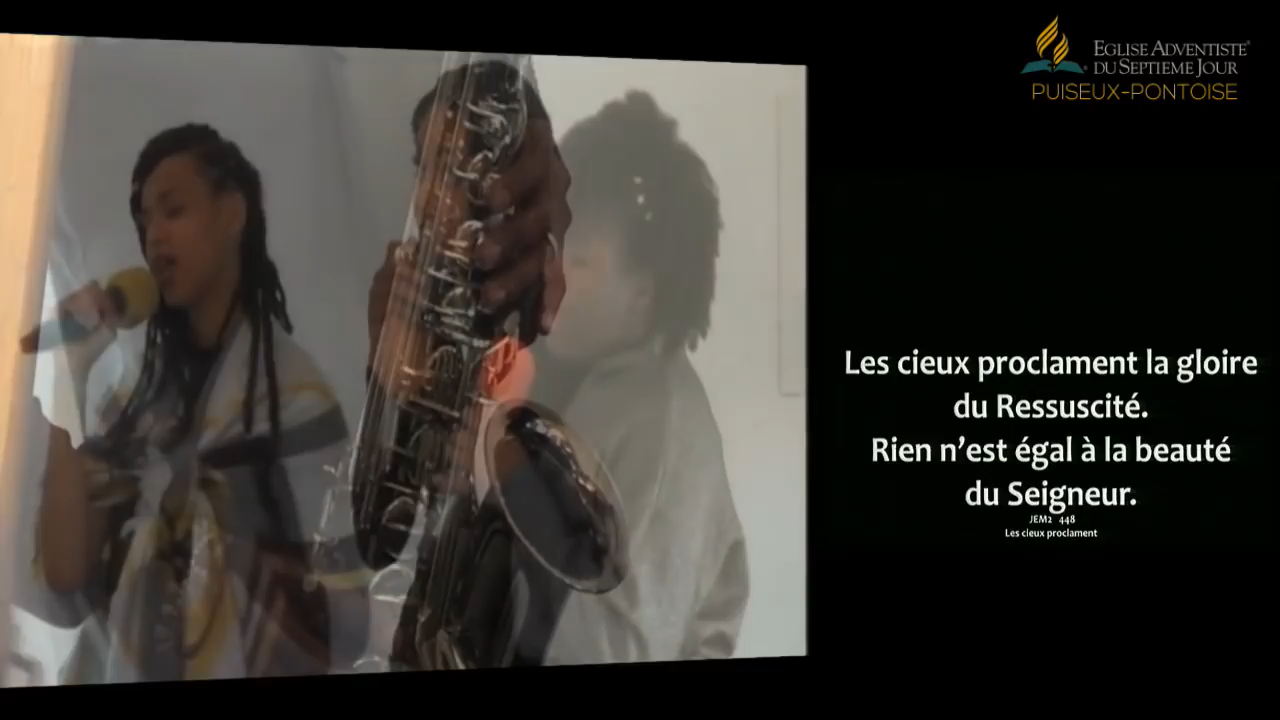 EGLISE ADVENTISTE®
DU SEPTIEME JOUR
PUISEUX-PONTOISE
Les cieux proclament la gloire
du Ressuscité.
Rien n’est égal à la beauté
du Seigneur.
JEM2 448
Les cieux proclament